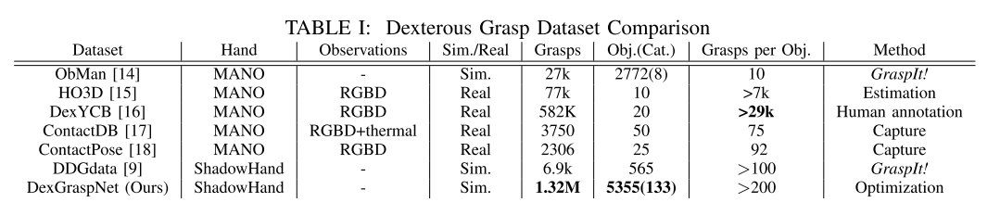 TABLE I: Dexterous Grasp Dataset Comparison
Dataset Hand Observations Sim./Real Grasps Obj.(Cat.) Grasps per Obj. Method
ObMan [14] MANO - Sim. 27k 2772(8) 10 GraspIt!
HO3D [15] MANO RGBD Real 77k 10 >7k Estimation
DexYCB [16] MANO RGBD Real 582K 20 >29k Human annotation
ContactDB [17] MANO RGBD+thermal Real 3750 50 75 Capture
ContactPose [18] MANO RGBD Real 2306 25 92 Capture
DDGdata [9] ShadowHand - Sim. 6.9k 565 >100 GraspIt!
DexGraspNet (Ours) ShadowHand - Sim. 1.32M 5355(133) >200 Optimization